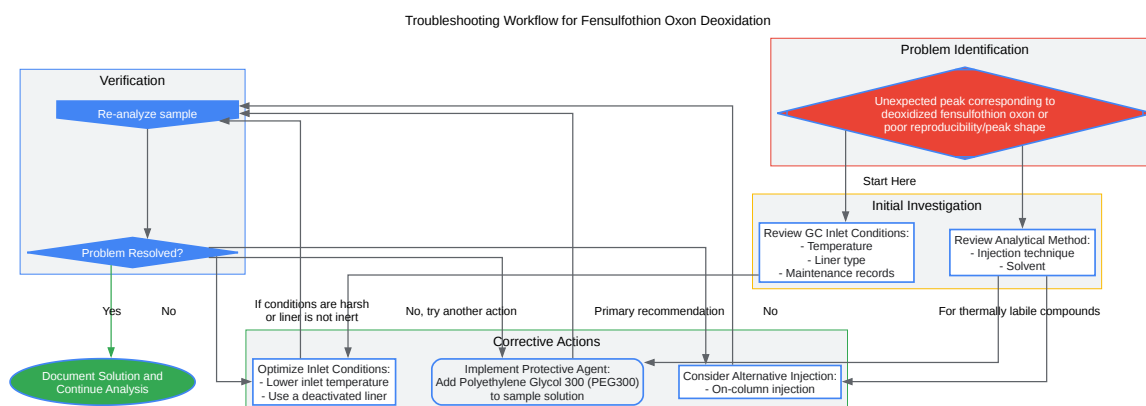 Troubleshooting Workflow for Fensulfothion Oxon Deoxidation
Problem Identification
Unexpected peak corresponding to
deoxidized fensulfothion oxon or
poor reproducibility/peak shape
Verification
Re-analyze sample
Start Here
Initial Investigation
Review GC Inlet Conditions:
- Temperature
- Liner type
- Maintenance records
Review Analytical Method:
- Injection technique
- Solvent
Problem Resolved?
Yes
No
If conditions are harsh
or liner is not inert
No, try another action
Primary recommendation
No
For thermally labile compounds
Corrective Actions
Document Solution and
Continue Analysis
Optimize Inlet Conditions:
- Lower inlet temperature
- Use a deactivated liner
Implement Protective Agent:
Add Polyethylene Glycol 300 (PEG300)
to sample solution
Consider Alternative Injection:
- On-column injection